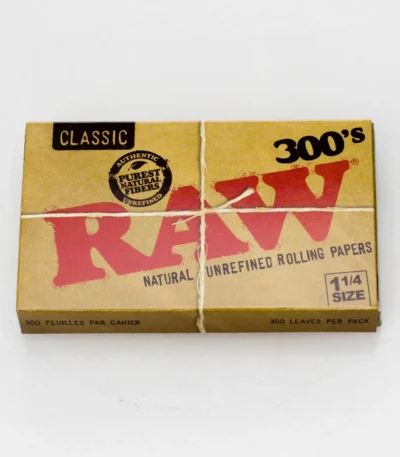 CLASSIC
300's
AUTHENTIC
PUREST
NATURAL
FIBERS
UNREFINED
RAW®
NATURAL UNREFINED ROLLING PAPERS
1 1/4
SIZE
300 FEUILLES PAR CAHIER
300 LEAVES PER PACK